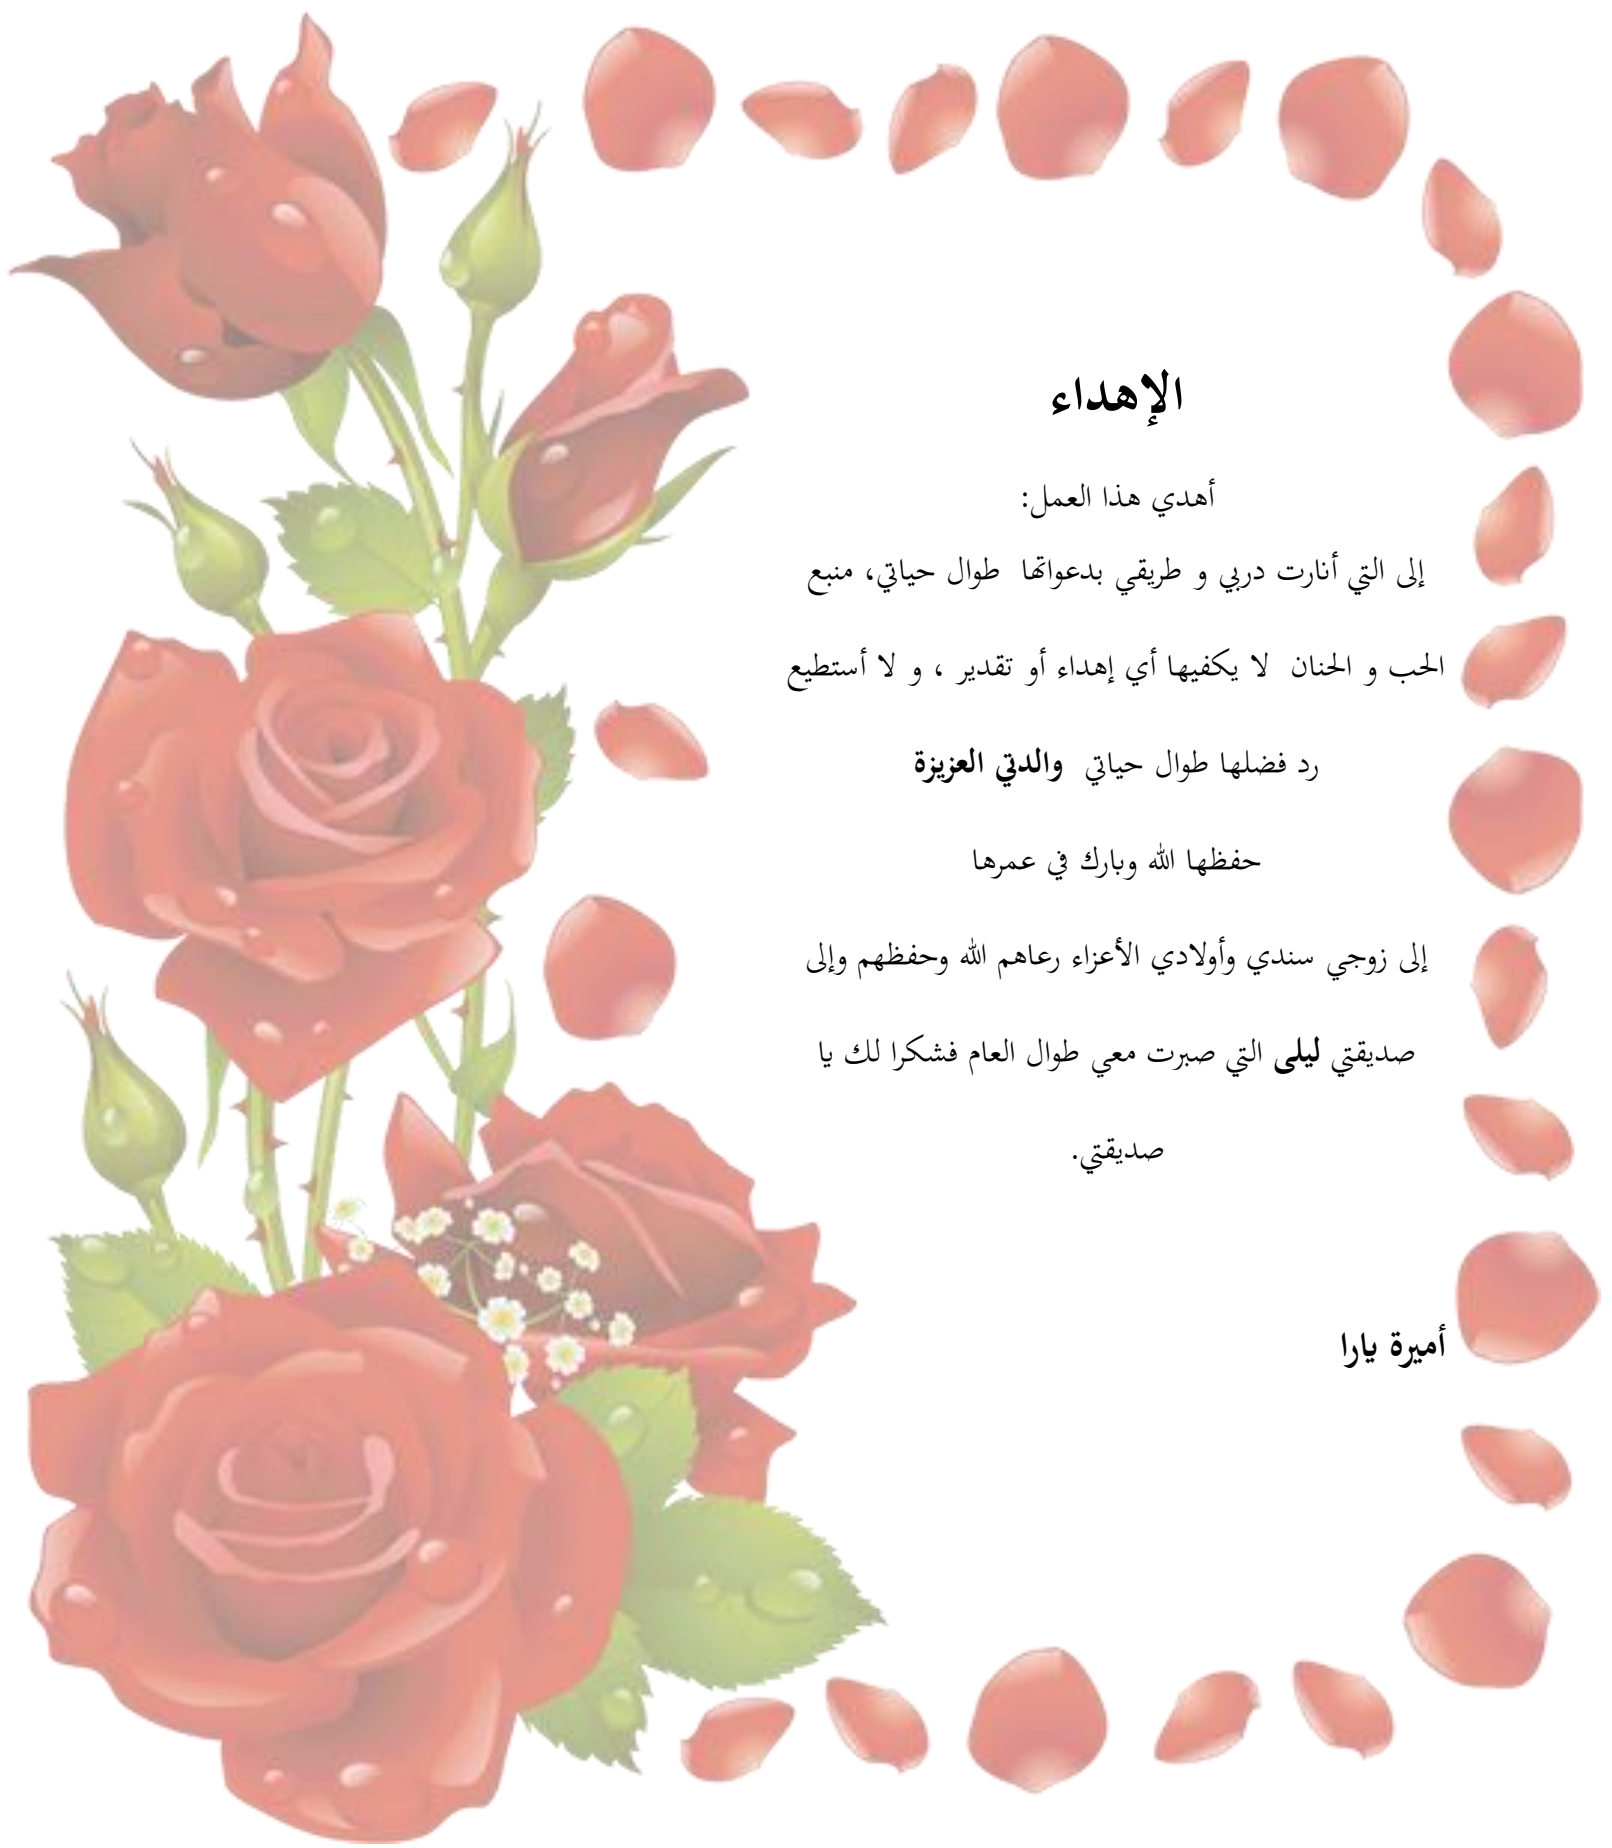 الإهداء
أهدي هذا العمل:
إلى التي أنارت دربي و طريقي بدعواتها طوال حياتي، منبع
الحب و الحنان لا يكفيها أي إهداء أو تقدير ، و لا أستطيع
رد فضلها طوال حياتي والدتي العزيزة
حفظها الله وبارك في عمرها
إلى زوجي سندي وأولادي الأعزاء رعاهم الله وحفظهم وإلى
صديقتي ليلى التي صبرت معي طوال العام فشكرا لك يا
صديقتي.
أميرة يارا